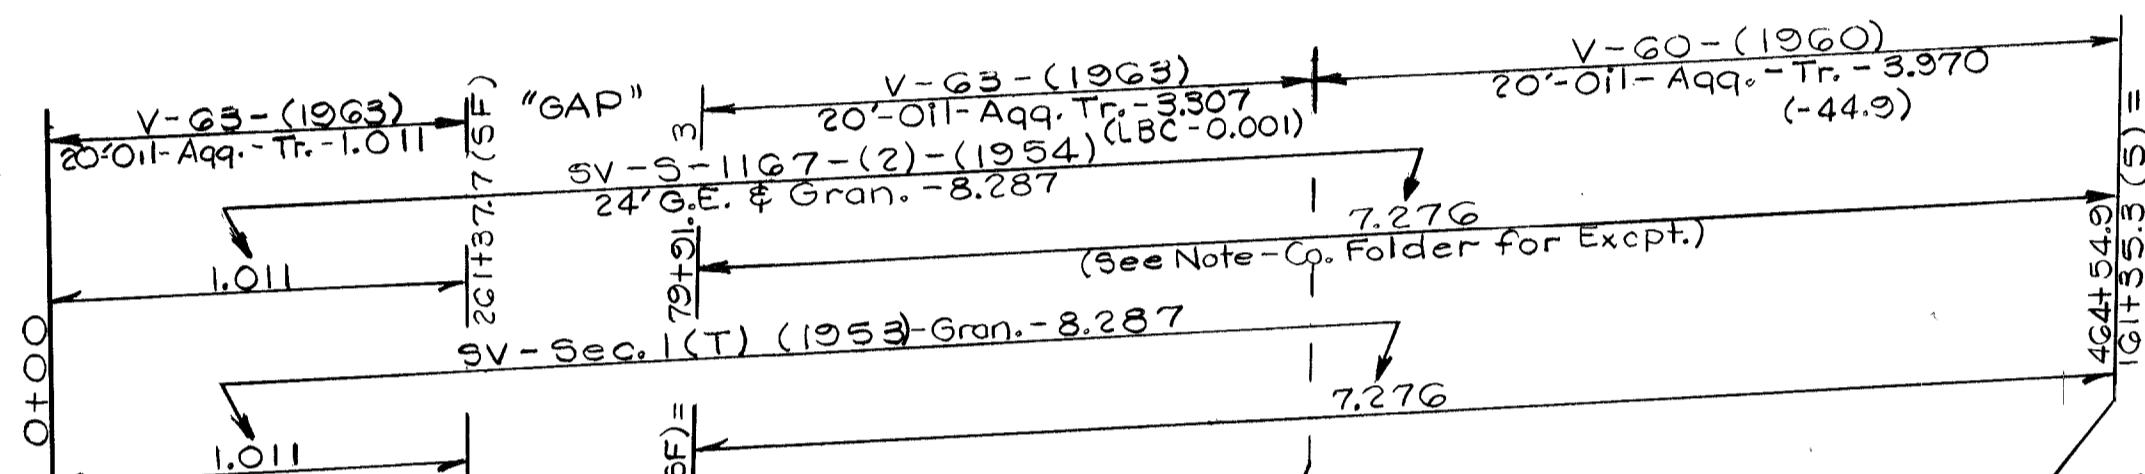 V-63-(1963)
20'-Oil-Agg.-Tr.-1.011
"GAP"
V-63-(1963)
20'-Oil-Agg. Tr.-3.307
(LBC-0.001)
V-60-(1960)
20'-Oil-Agg.-Tr.-3.970
(-44.9)
SV-S-1167-(2)-(1954)
24' G.E. & Gran. -8.287
1.011
7.276
(See Note-Co. Folder for Excpt.)
SV-Sec. 1(T) (1953)-Gran.-8.287
1.011
7.276
0+00
261+37.7 (SF)
79+91. 3
SF)=
464+54.9
161+355.3 (S) =